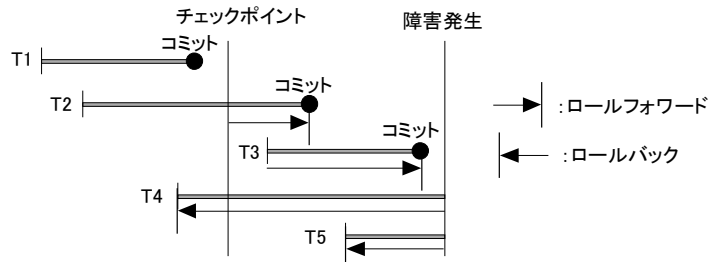 チェックポイント
障害発生
コミット
T1
コミット
T2
:ロールフォワード
コミット
T3
:ロールバック
T4
T5